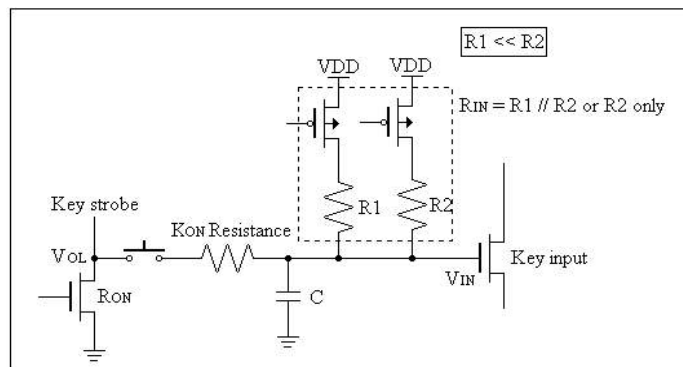 R1 << R2
VDD VDD
RIN = R1 // R2 or R2 only
R1 R2
Key strobe
KON Resistance
VOL
Key input
VIN
RON
C